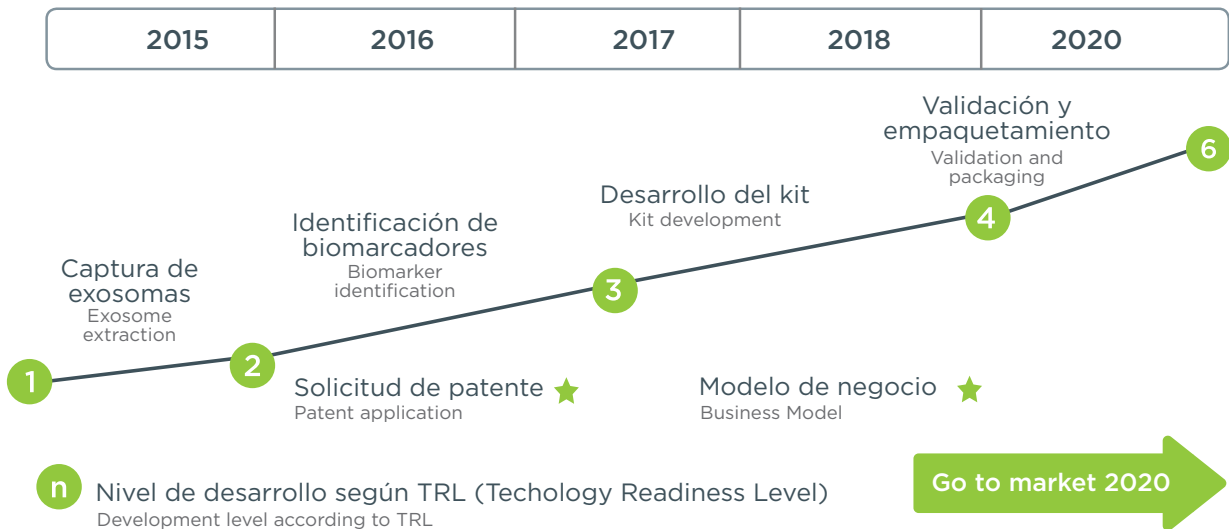 2015 2016 2017 2018 2020
Validación y
empaquetamiento
Validation and
packaging
6
Desarrollo del kit
Kit development
4
Identificación de
biomarcadores
Biomarker
identification
3
Captura de
exosomas
Exosome
extraction
1
2
Solicitud de patente
Patent application
Modelo de negocio
Business Model
n
Nivel de desarrollo según TRL (Techology Readiness Level)
Development level according to TRL
Go to market 2020